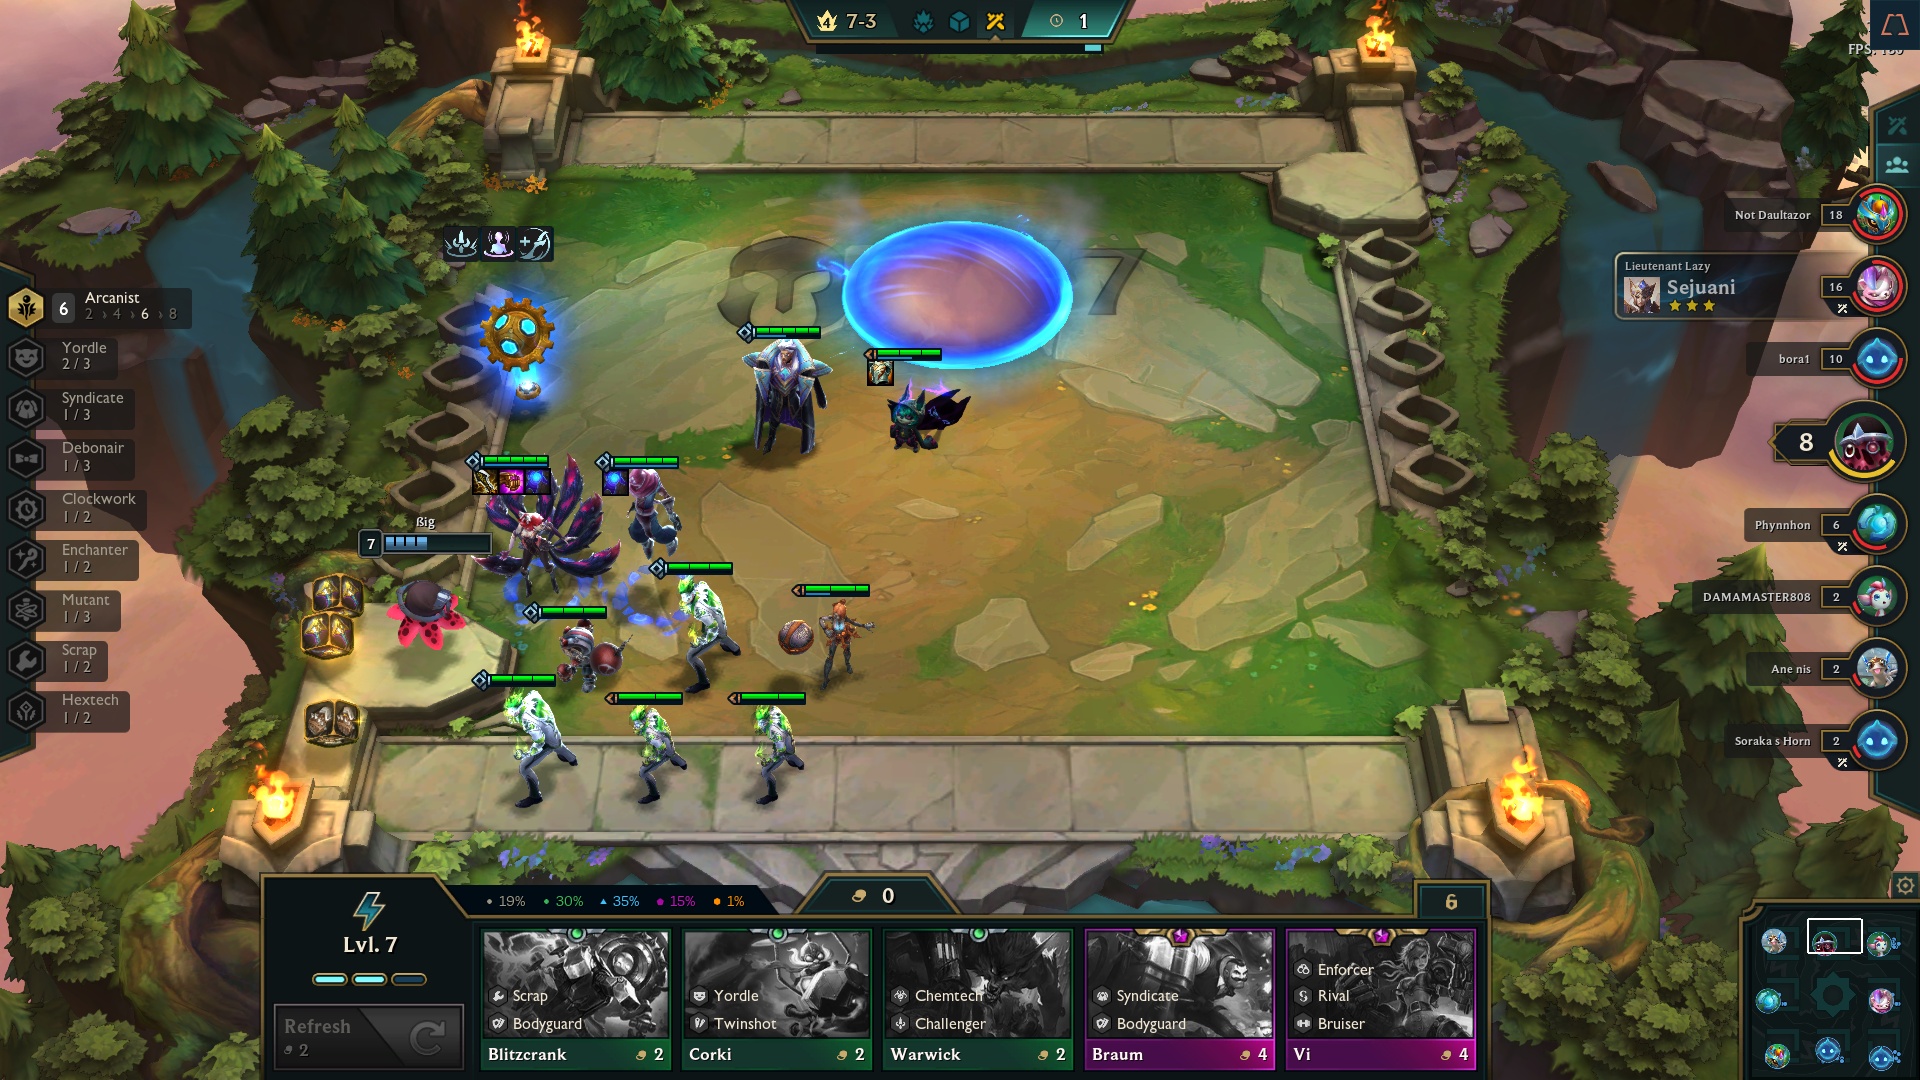 4 7-3 1
FPS:
Not Daultazor 18
Lieutenant Lazy
Sejuani 16
bora1 10
8
Phynnhon 6
DAMAMASTER808 2
Ane nis 2
Soraka s Horn 2
6 Arcanist
2 › 4 › 6 › 8
Yordle
2 / 3
Syndicate
1 / 3
Debonair
1 / 3
Clockwork
1 / 2
Enchanter
1 / 2
Mutant
1 / 3
Scrap
1 / 2
Hextech
1 / 2
7
ßig
7
19% 30% 35% 15% 1%
0
6
Lvl. 7
Refresh
2
Scrap
Bodyguard
Blitzcrank 2
Yordle
Twinshot
Corki 2
Chemtech
Challenger
Warwick 2
Syndicate
Bodyguard
Braum 4
Enforcer
Rival
Bruiser
Vi 4